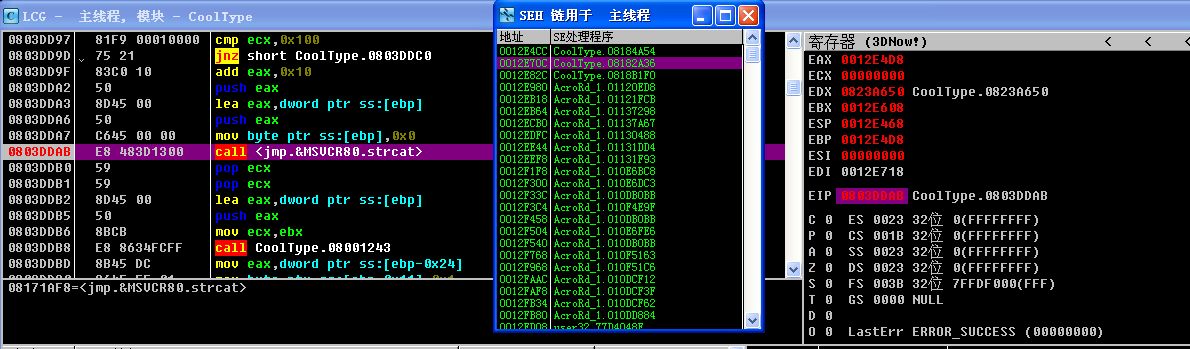 LCG - 主线程, 模块 - CoolType
0803DD97 81F9 00010000 cmp ecx,0x100
0803DD9D 75 21 jnz short CoolType.0803DDC0
0803DD9F 83C0 10 add eax,0x10
0803DDA2 50 push eax
0803DDA3 8D45 00 lea eax,dword ptr ss:[ebp]
0803DDA6 50 push eax
0803DDA7 C645 00 00 mov byte ptr ss:[ebp],0x0
0803DDAB E8 483D1300 call <jmp.&MSVCR80.strcat>
0803DDB0 59 pop ecx
0803DDB1 59 pop ecx
0803DDB2 8D45 00 lea eax,dword ptr ss:[ebp]
0803DDB5 50 push eax
0803DDB6 8BCB mov ecx,ebx
0803DDB8 E8 8634FCFF call CoolType.08001243
0803DDBD 8B45 DC mov eax,dword ptr ss:[ebp-0x24]
08171AF8=<jmp.&MSVCR80.strcat>
SEH 链用于 主线程
地址 SE处理程序
0012E4CC CoolType.08184A54
0012E70C CoolType.08182A36
0012E7C8 CoolType.0818B1F0
0012E980 AcroRd_1.01120ED8
0012EB18 AcroRd_1.01121FCB
0012EB64 AcroRd_1.01137298
0012ECB0 AcroRd_1.01137A67
0012EDFC AcroRd_1.01130488
0012EE44 AcroRd_1.01131DD4
0012EEF8 AcroRd_1.01131F93
0012F1F8 AcroRd_1.010E6BC8
0012F300 AcroRd_1.010E6DC3
0012F33C AcroRd_1.010DB0BB
0012F3C4 AcroRd_1.010F4E9F
0012F458 AcroRd_1.010DB0BB
0012F504 AcroRd_1.010E6FE6
0012F540 AcroRd_1.010DB0BB
0012F768 AcroRd_1.010F5163
0012F968 AcroRd_1.010F51C6
0012FAAC AcroRd_1.010DCF12
0012FAF8 AcroRd_1.010DCF3F
0012FB34 AcroRd_1.010DCF62
0012FB80 AcroRd_1.010DD884
0012FD08 user32.77D4048F
寄存器 (3DNow!) < < <
EAX 0012E4D8
ECX 00000000
EDX 0823A650 CoolType.0823A650
EBX 0012E608
ESP 0012E468
EBP 0012E4D8
ESI 00000000
EDI 0012E718
EIP 0803DDAB CoolType.0803DDAB
C 0 ES 0023 32位 0(FFFFFFFF)
P 0 CS 001B 32位 0(FFFFFFFF)
A 0 SS 0023 32位 0(FFFFFFFF)
Z 0 DS 0023 32位 0(FFFFFFFF)
S 0 FS 003B 32位 7FFDF000(FFF)
T 0 GS 0000 NULL
D 0
O 0 LastErr ERROR_SUCCESS (00000000)